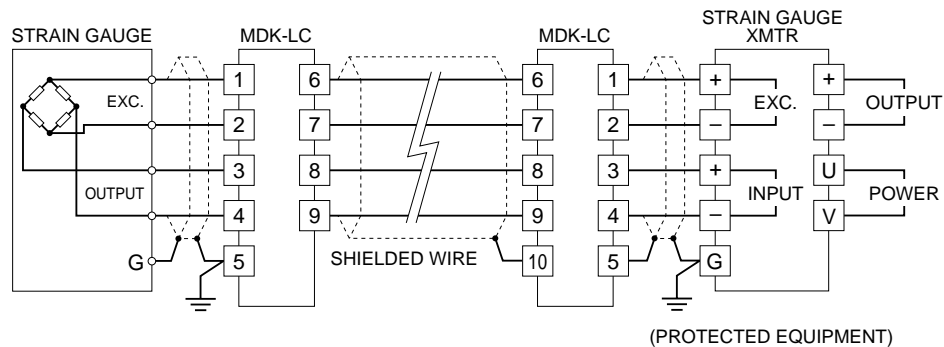 STRAIN GAUGE
MDK-LC
MDK-LC
STRAIN GAUGE
XMTR
1 6 6 1 + +
EXC. EXC. OUTPUT
2 7 7 2 – –
3 8 8 3 + U
OUTPUT INPUT POWER
4 9 9 4 – V
G 5 SHIELDED WIRE 10 5 G
(PROTECTED EQUIPMENT)